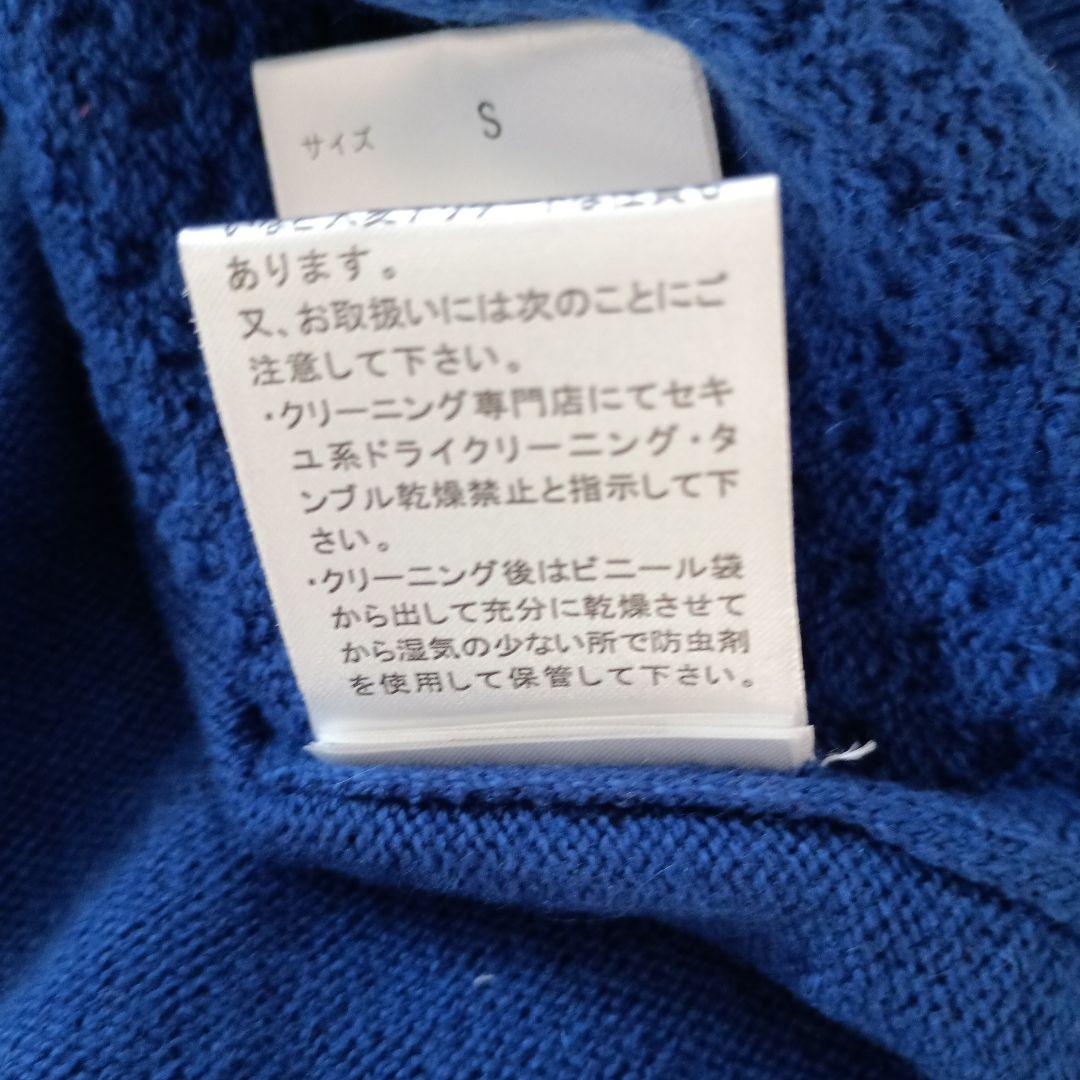 サイズ S
あります。
又、お取扱いには次のことにご
注意して下さい。
・クリーニング専門店にてセキ
ユ系ドライクリーニング・タ
ンブル乾燥禁止と指示して下
さい。
・クリーニング後はビニール袋
から出して充分に乾燥させて
から湿気の少ない所で防虫剤
を使用して保管して下さい。